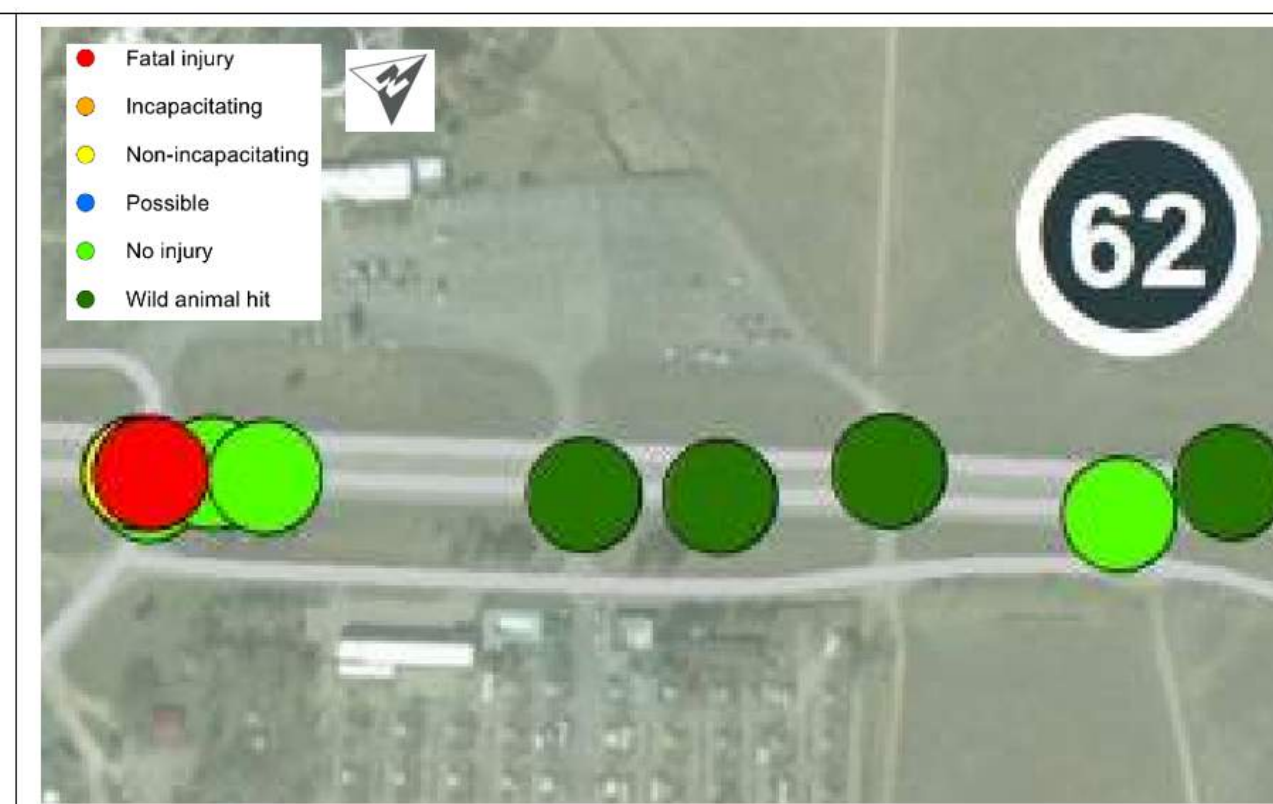 Fatal injury
Incapacitating
Non-incapacitating
Possible
No injury
Wild animal hit
N
62